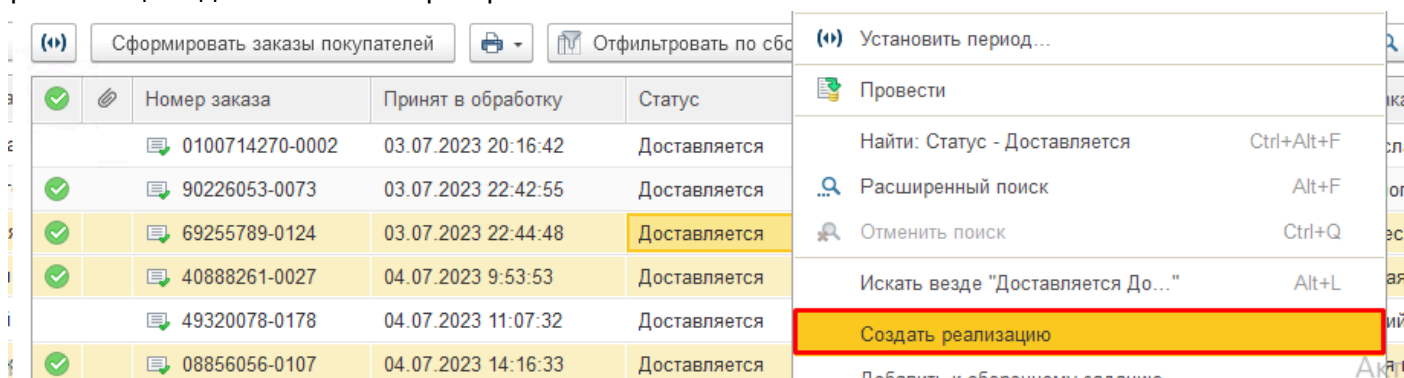 Сформировать заказы покупателей Отфильтровать по сбо
Номер заказа Принят в обработку Статус
0100714270-0002 03.07.2023 20:16:42 Доставляется
90226053-0073 03.07.2023 22:42:55 Доставляется
69255789-0124 03.07.2023 22:44:48 Доставляется
40888261-0027 04.07.2023 9:53:53 Доставляется
49320078-0178 04.07.2023 11:07:32 Доставляется
08856056-0107 04.07.2023 14:16:33 Доставляется
Установить период...
Провести
Найти: Статус - Доставляется Ctrl+Alt+F
Расширенный поиск Alt+F
Отменить поиск Ctrl+Q
Искать везде "Доставляется До..." Alt+L
Создать реализацию